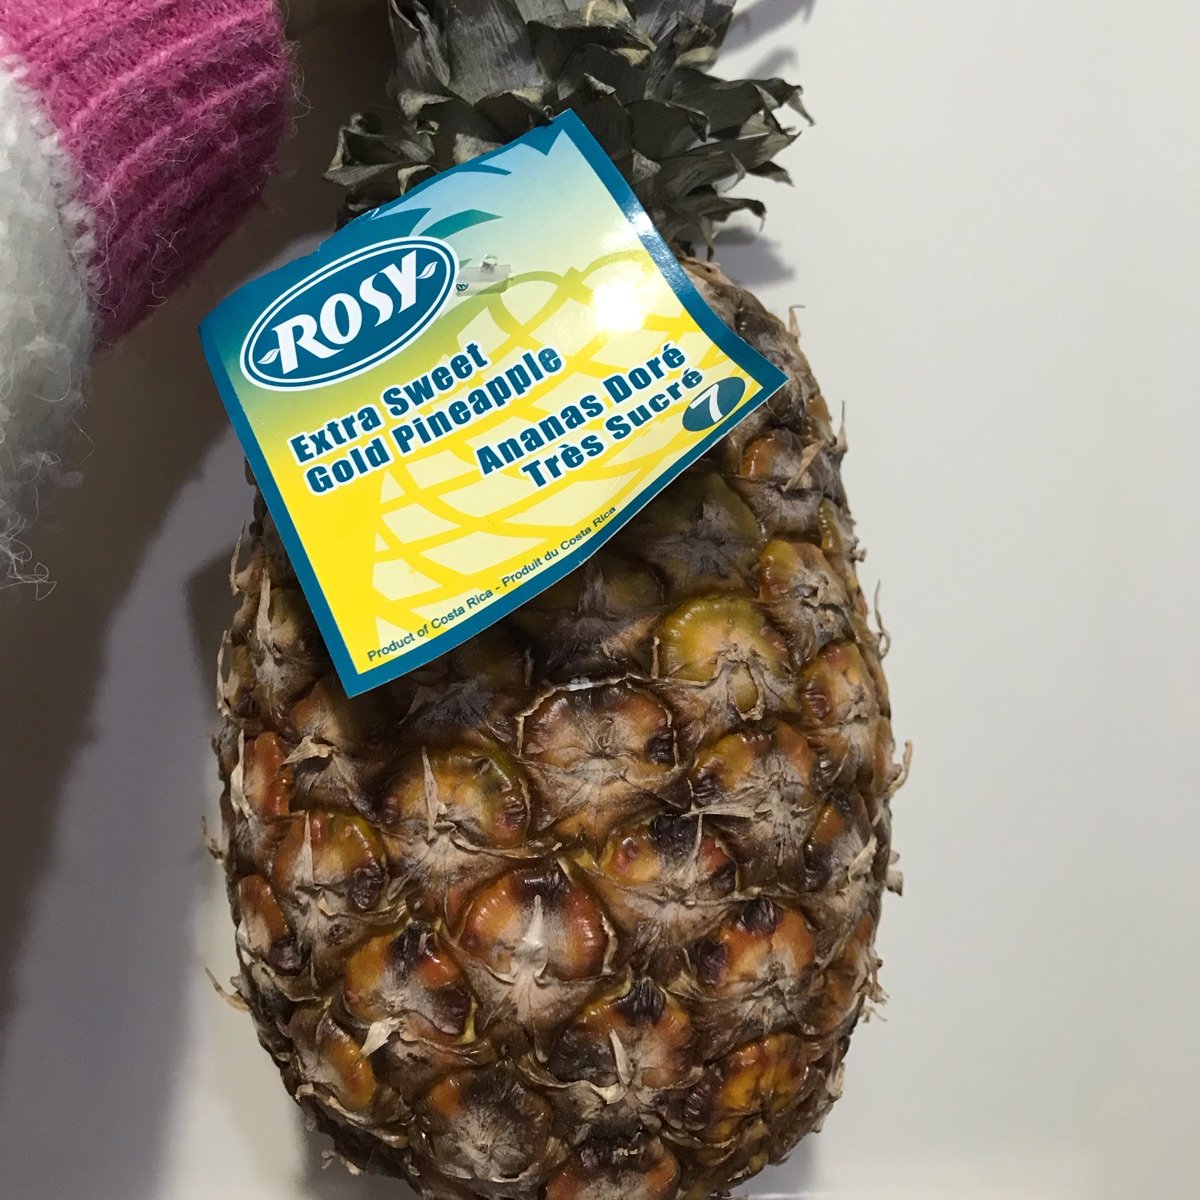 ROSY
®
Extra Sweet
Gold Pineapple
Ananas Doré
Très Sucré
7
Product of Costa Rica - Produit du Costa Rica